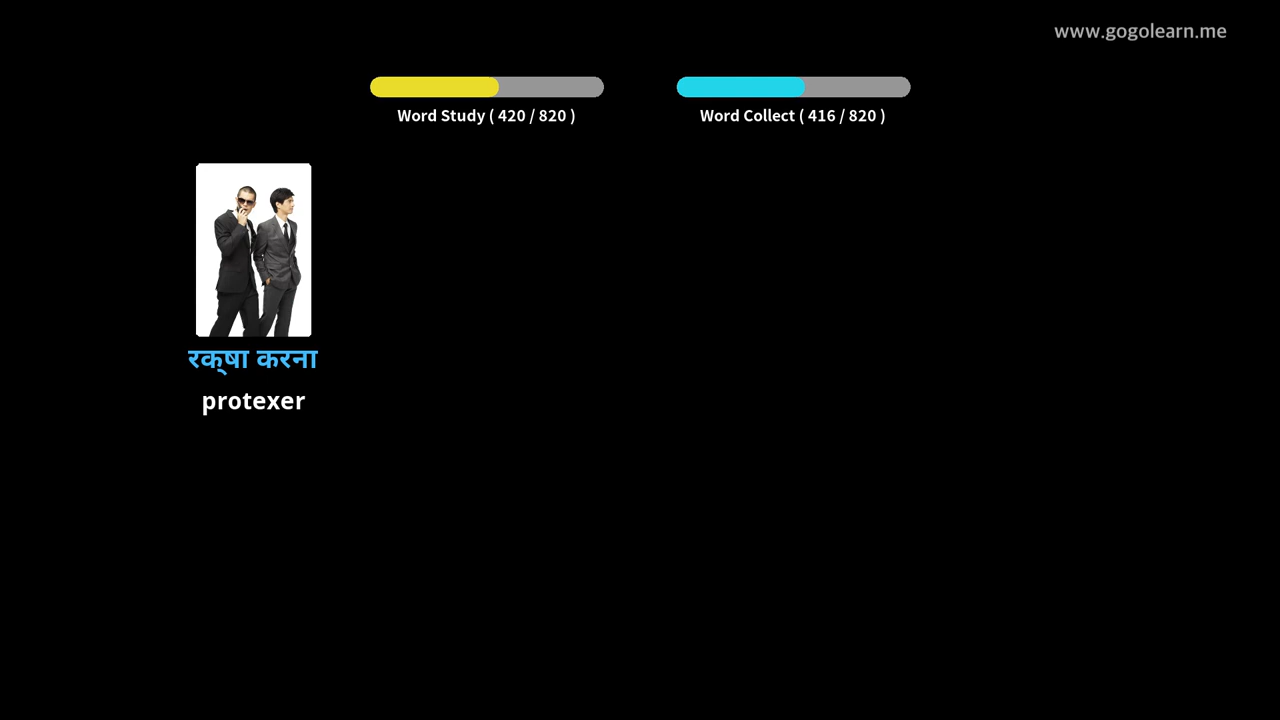 www.gogolearn.me
Word Study ( 420 / 820 )
Word Collect ( 416 / 820 )
रक्षा करना
protexer